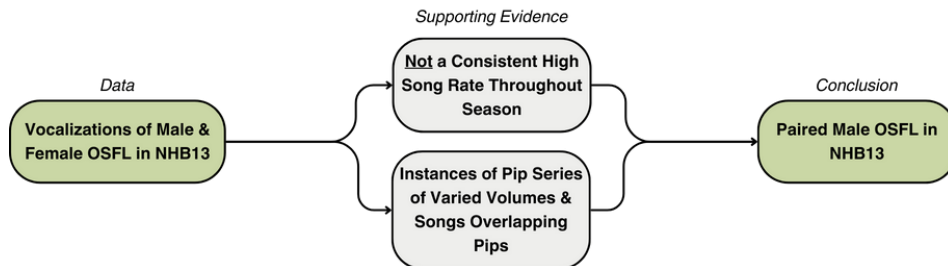 Supporting Evidence
Not a Consistent High
Song Rate Throughout
Season
Data
Vocalizations of Male &
Female OSFL in NHB13
Conclusion
Paired Male OSFL in
NHB13
Instances of Pip Series
of Varied Volumes &
Songs Overlapping
Pips